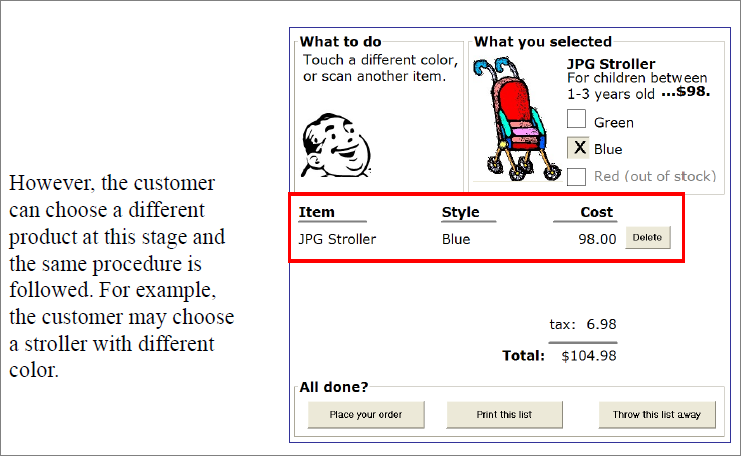 However, the customer
can choose a different
product at this stage and
the same procedure is
followed. For example,
the customer may choose
a stroller with different
color.
What to do
Touch a different color,
or scan another item.
What you selected
JPG Stroller
For children between
1-3 years old ...$98.
Green
X Blue
Red (out of stock)
Item Style Cost
JPG Stroller Blue 98.00 Delete
tax: 6.98
Total: $104.98
All done?
Place your order Print this list Throw this list away